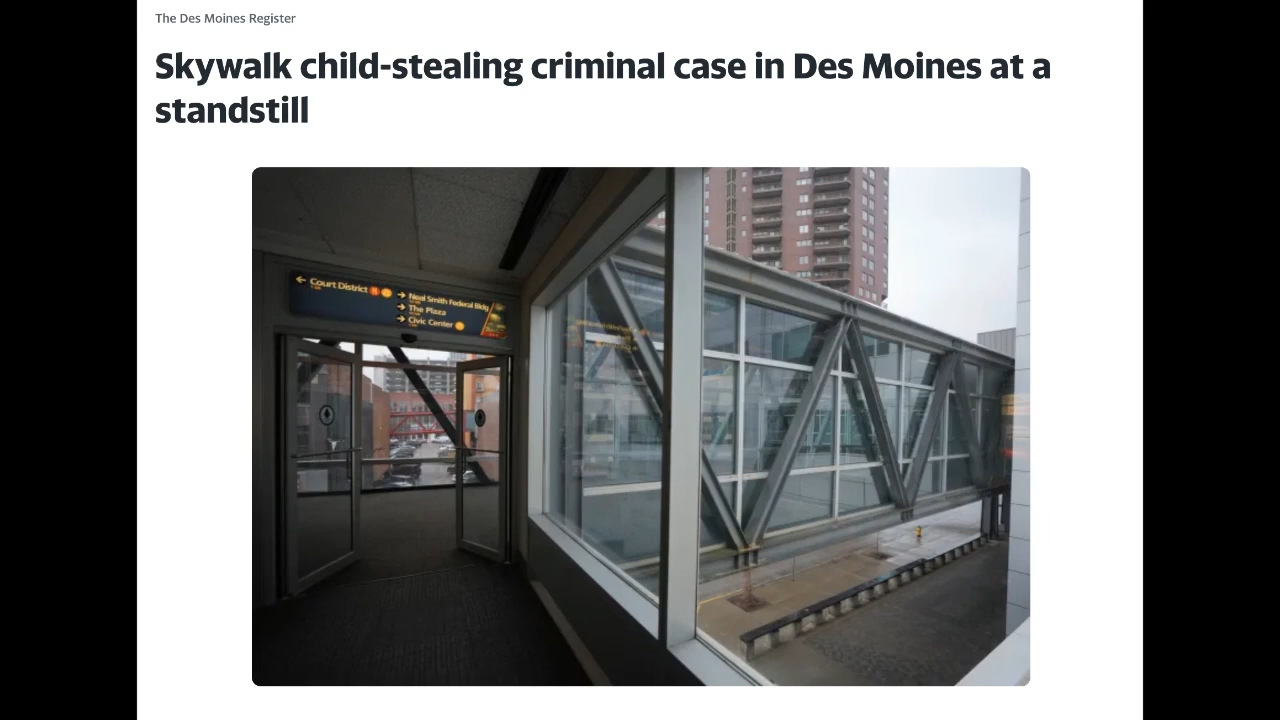 The Des Moines Register
Skywalk child-stealing criminal case in Des Moines at a
standstill
← Court District
→ Neal Smith Federal Bldg
→ The Plaza
→ Civic Center